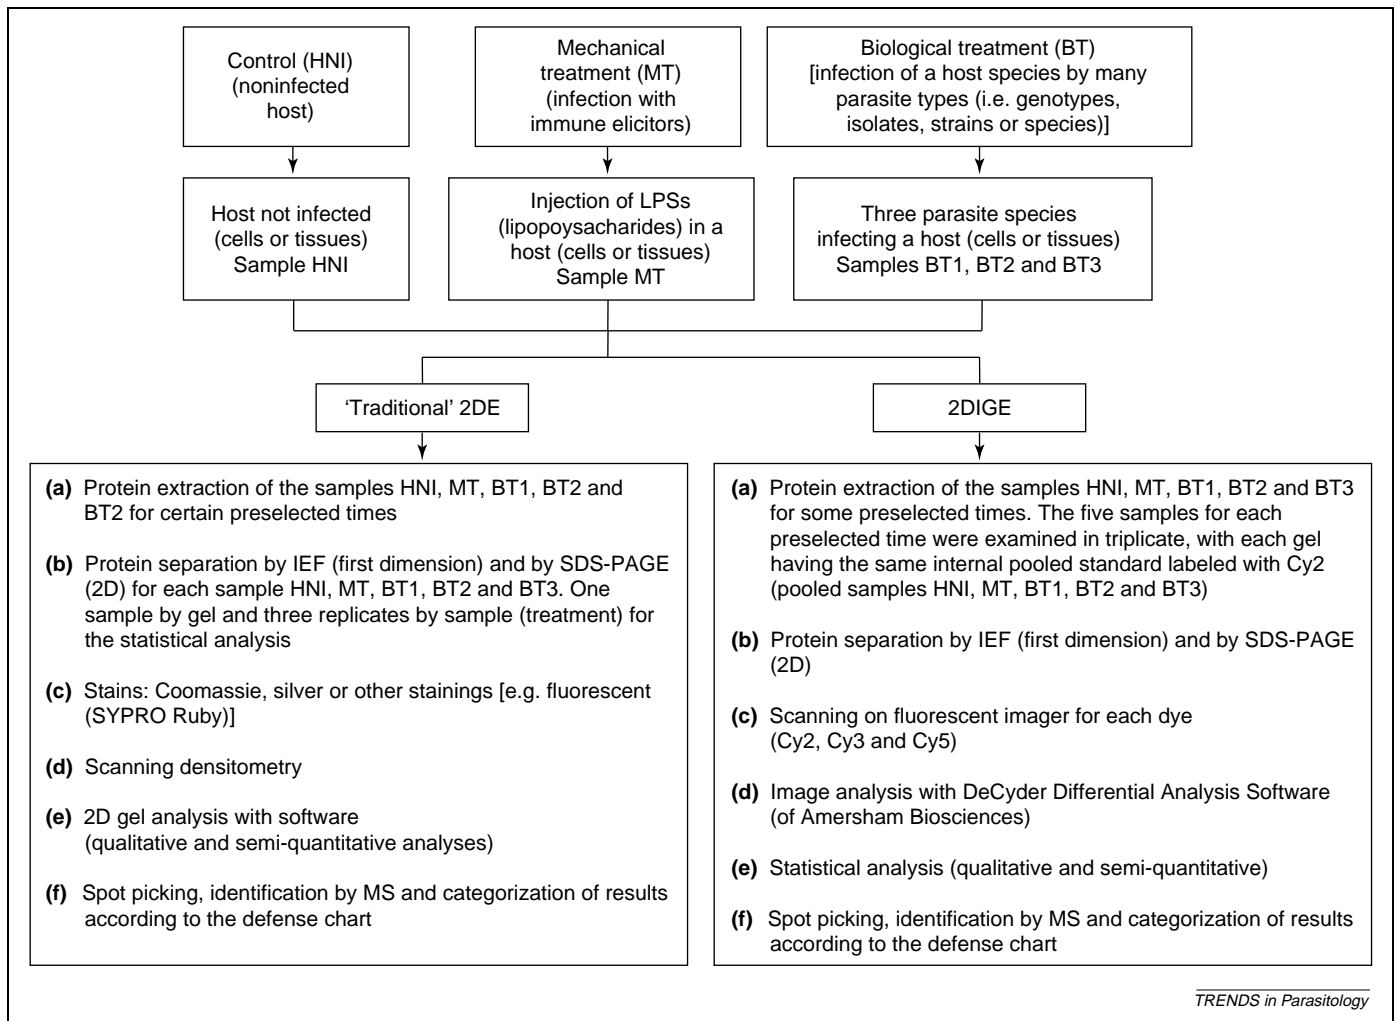 Control (HNI)
(noninfected
host)
Mechanical
treatment (MT)
(infection with
immune elicitors)
Biological treatment (BT)
[infection of a host species by many
parasite types (i.e. genotypes,
isolates, strains or species)]
Host not infected
(cells or tissues)
Sample HNI
Injection of LPSs
(lipopoysacharides) in a
host (cells or tissues)
Sample MT
Three parasite species
infecting a host (cells or tissues)
Samples BT1, BT2 and BT3
‘Traditional’ 2DE
2DIGE
(a) Protein extraction of the samples HNI, MT, BT1, BT2 and
BT2 for certain preselected times
(b) Protein separation by IEF (first dimension) and by SDS-PAGE
(2D) for each sample HNI, MT, BT1, BT2 and BT3. One
sample by gel and three replicates by sample (treatment) for
the statistical analysis
(c) Stains: Coomassie, silver or other stainings [e.g. fluorescent
(SYPRO Ruby)]
(d) Scanning densitometry
(e) 2D gel analysis with software
(qualitative and semi-quantitative analyses)
(f) Spot picking, identification by MS and categorization of results
according to the defense chart
(a) Protein extraction of the samples HNI, MT, BT1, BT2 and BT3
for some preselected times. The five samples for each
preselected time were examined in triplicate, with each gel
having the same internal pooled standard labeled with Cy2
(pooled samples HNI, MT, BT1, BT2 and BT3)
(b) Protein separation by IEF (first dimension) and by SDS-PAGE
(2D)
(c) Scanning on fluorescent imager for each dye
(Cy2, Cy3 and Cy5)
(d) Image analysis with DeCyder Differential Analysis Software
(of Amersham Biosciences)
(e) Statistical analysis (qualitative and semi-quantitative)
(f) Spot picking, identification by MS and categorization of results
according to the defense chart
TRENDS in Parasitology